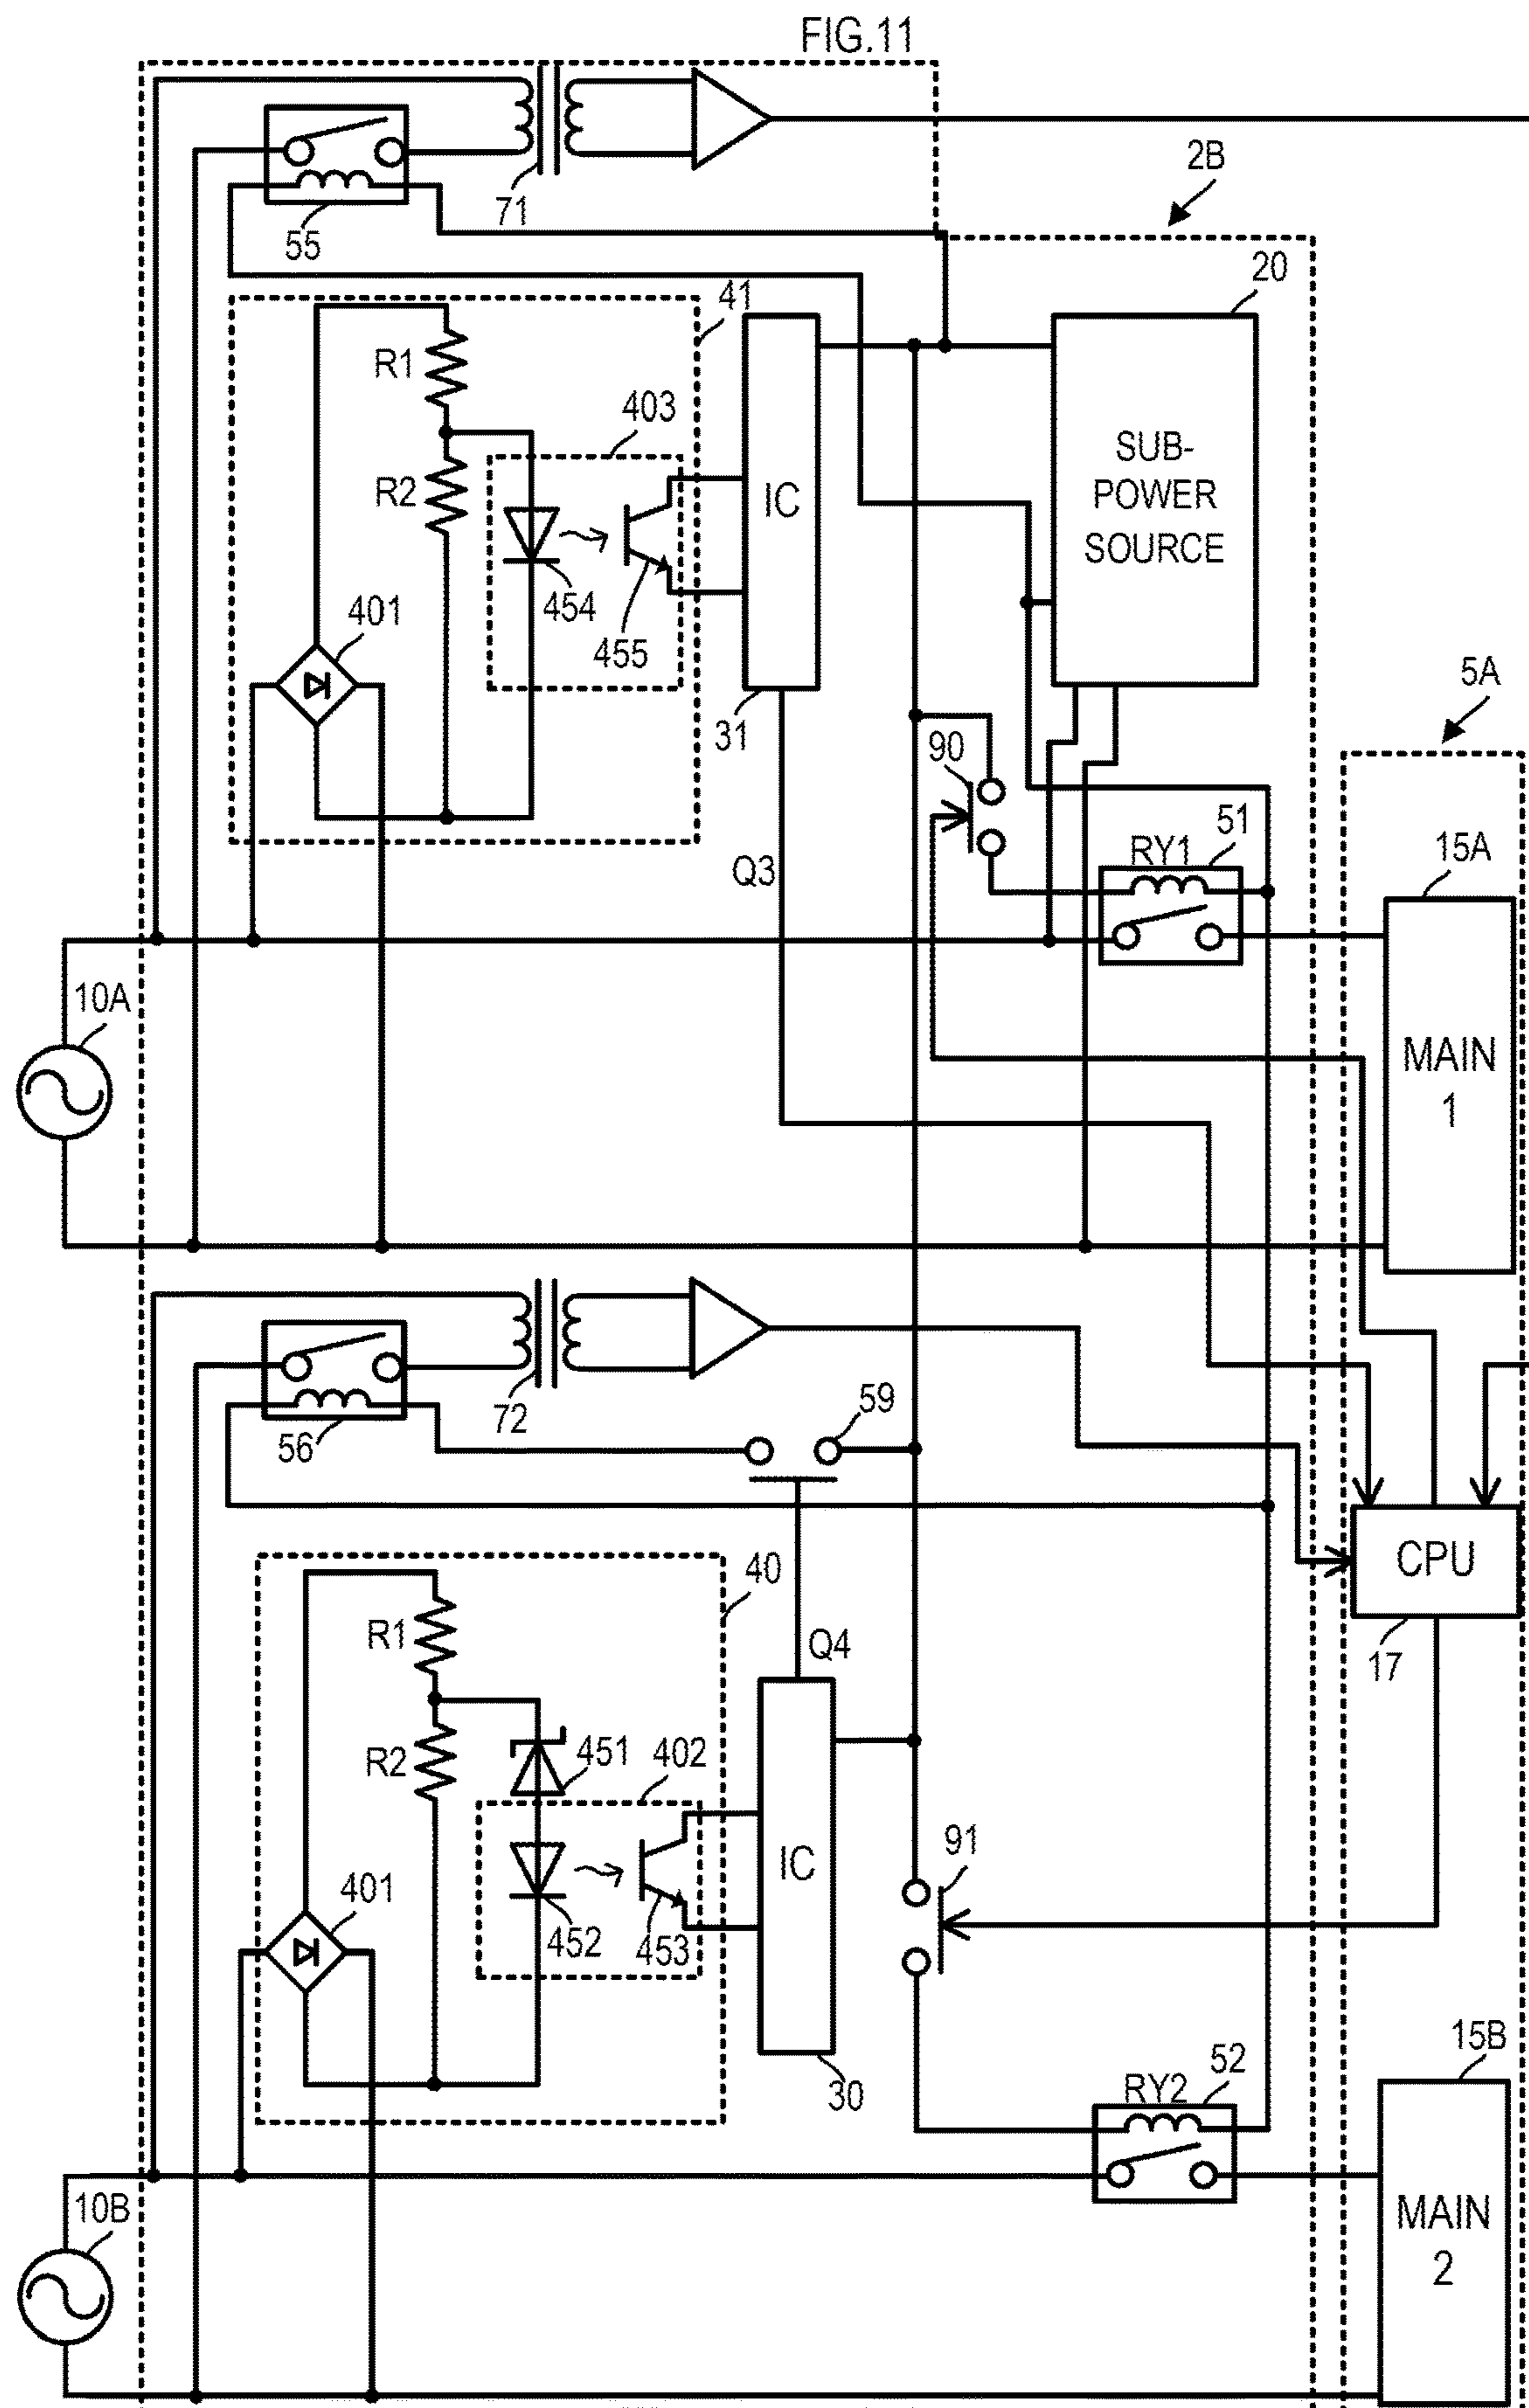 FIG.11
2B
71
55
20
41
R1
403
IC
SUB-
POWER
SOURCE
R2
454
401
455
31
5A
90
51
RY1
15A
Q3
10A
MAIN
1
59
72
56
40
CPU
R1
Q4
17
R2
451
402
IC
91
401
452
453
30
52
RY2
15B
10B
MAIN
2